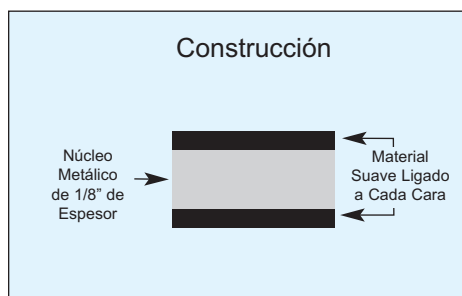 Construcción
Núcleo
Metálico
de 1/8” de
Espesor
Material
Suave Ligado
a Cada Cara